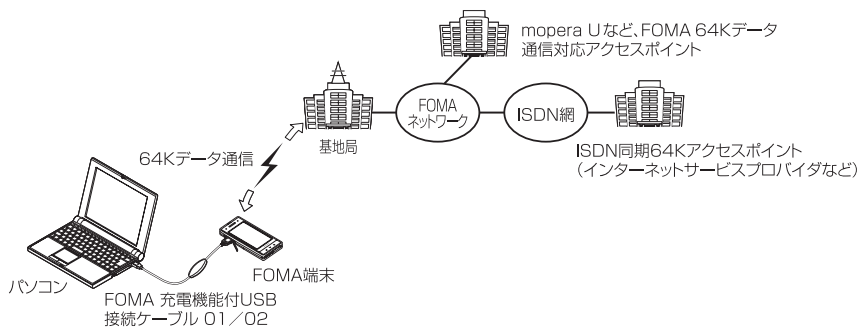 mopera Uなど、FOMA 64Kデータ
通信対応アクセスポイント
FOMA
ネットワーク
ISDN網
基地局
64Kデータ通信
ISDN同期64Kアクセスポイント
(インターネットサービスプロバイダなど)
FOMA端末
パソコン
FOMA 充電機能付USB
接続ケーブル 01/02